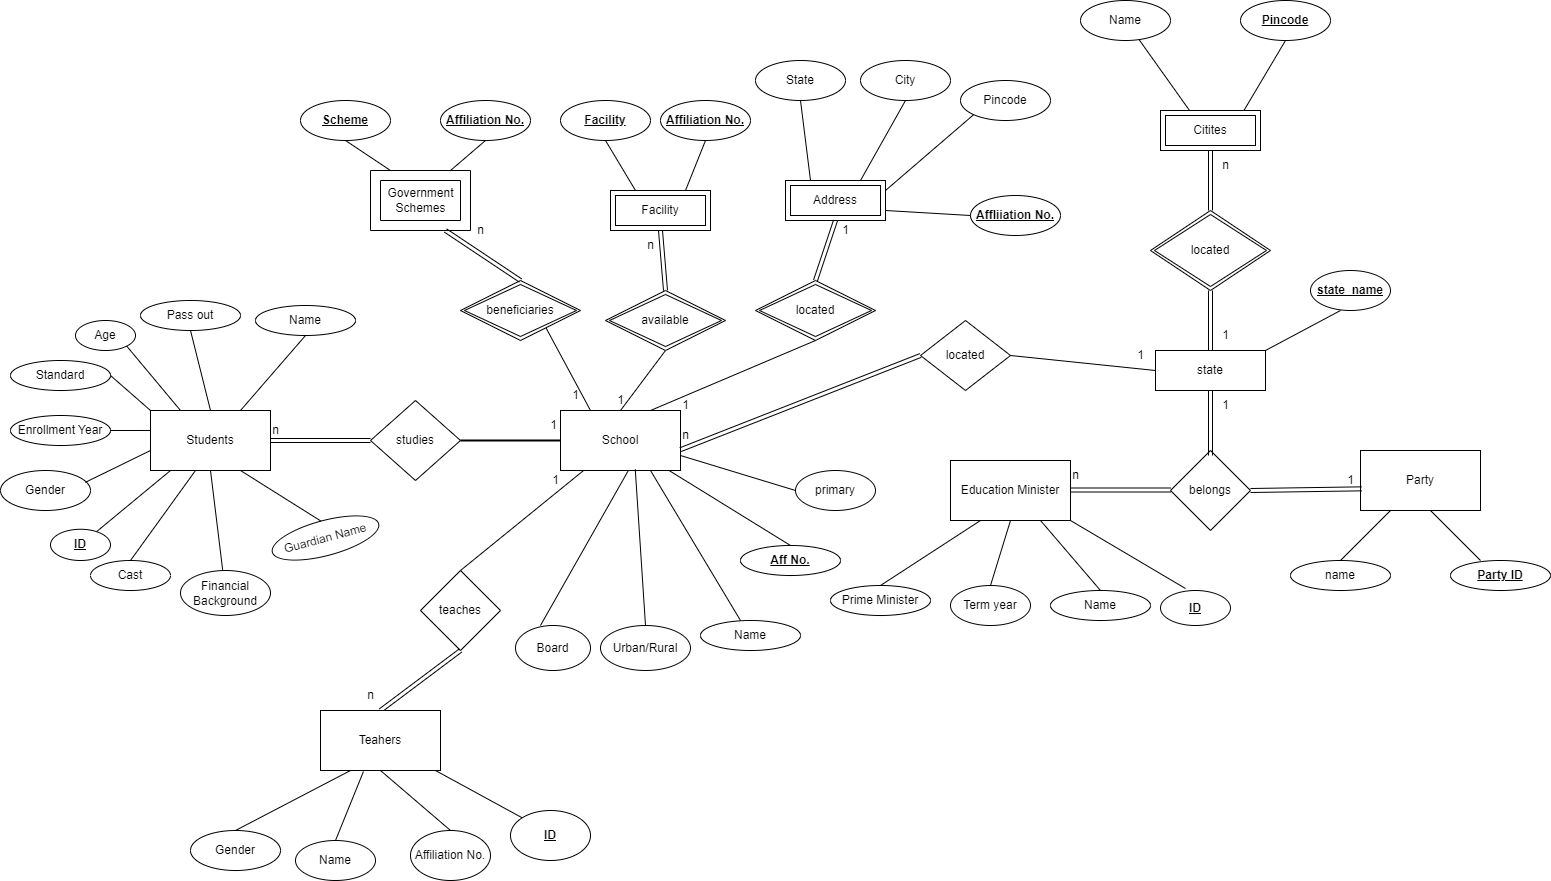 Name
Pincode
State
City
Pincode
Scheme
Affiliation No.
Facility
Affiliation No.
Citites
Government
Schemes
Facility
Address
Affliiation No.
n
n
n
1
located
beneficiaries
available
located
state_name
Pass out
Name
Age
Standard
Enrollment Year
Gender
ID
Cast
Financial
Background
Guardian Name
Students
n
studies
1
School
1
1
1
n
located
1
1
state
1
1
primary
Aff No.
Board
Urban/Rural
Name
teaches
n
Teahers
Gender
Name
Affiliation No.
ID
Education Minister
n
belongs
1
Party
Prime Minister
Term year
Name
ID
name
Party ID